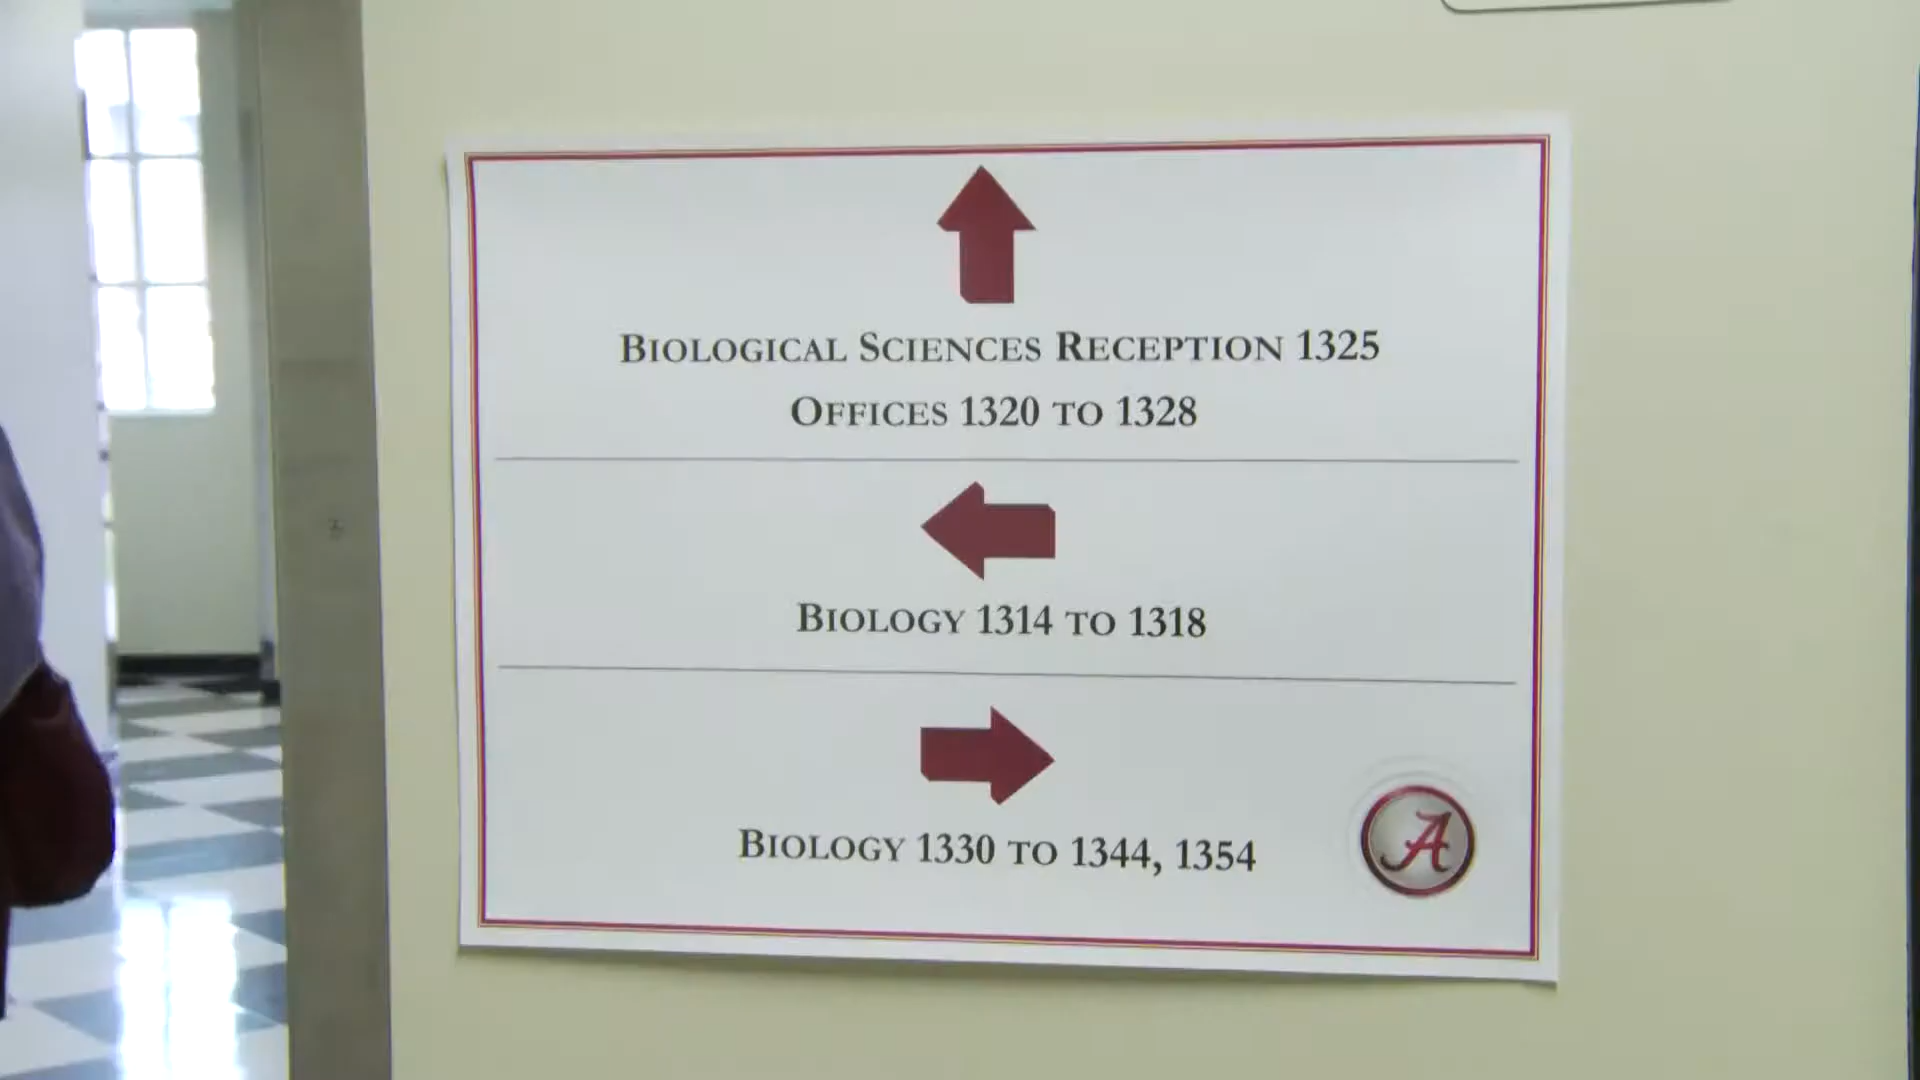 BIOLOGICAL SCIENCES RECEPTION 1325
OFFICES 1320 TO 1328
BIOLOGY 1314 TO 1318
BIOLOGY 1330 TO 1344, 1354
A